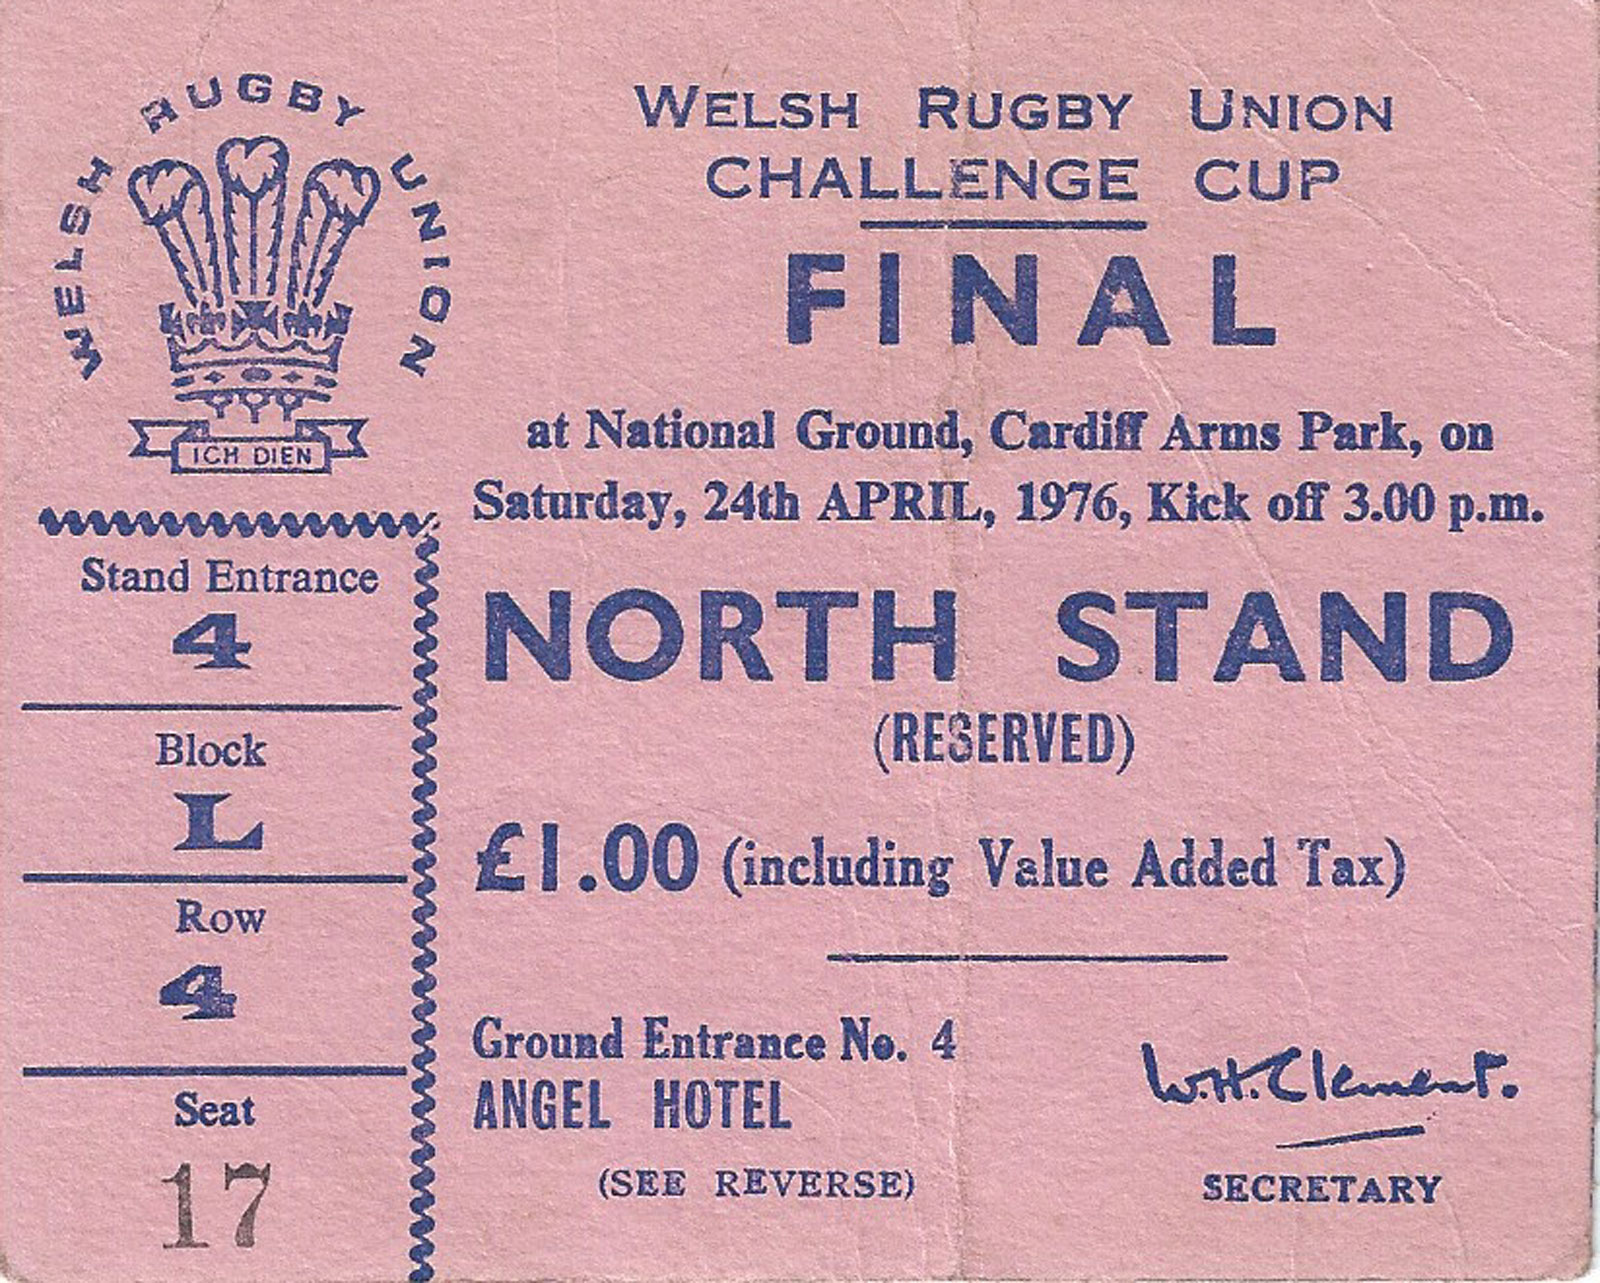 WELSH RUGBY UNION
ICH DIEN
WELSH RUGBY UNION
CHALLENGE CUP
FINAL
at National Ground, Cardiff Arms Park, on
Saturday, 24th APRIL, 1976, Kick off 3.00 p.m.
NORTH STAND
(RESERVED)
£1.00 (including Value Added Tax)
Ground Entrance No. 4
ANGEL HOTEL
(SEE REVERSE)
W.H.Clement.
SECRETARY
Stand Entrance
4
Block
L
Row
4
Seat
17